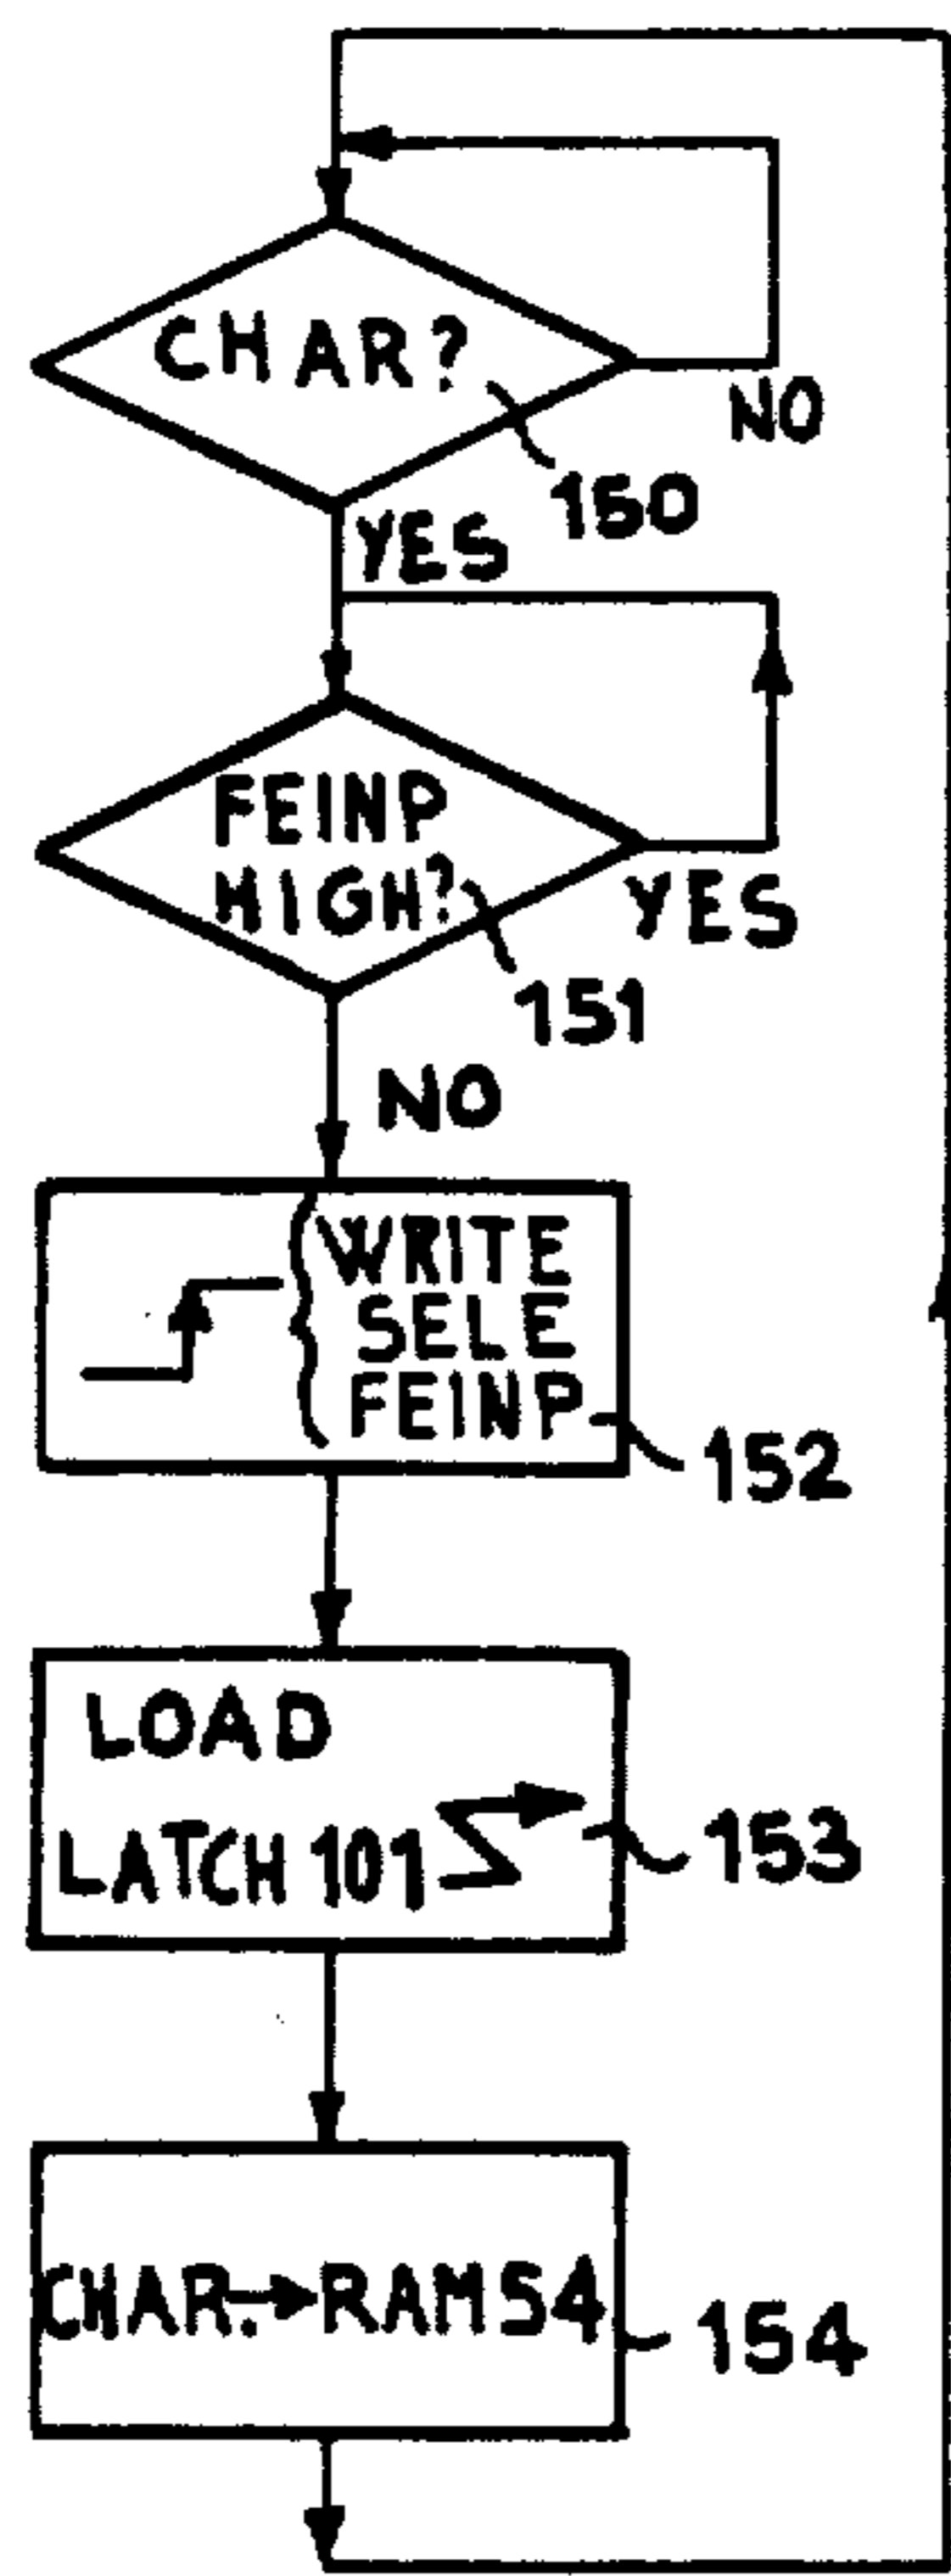 CHAR?
NO
150
YES
FEINP
HIGH?
YES
151
NO
WRITE
SELE
FEINP
152
LOAD
LATCH 101
153
CHAR.→RAM54
154